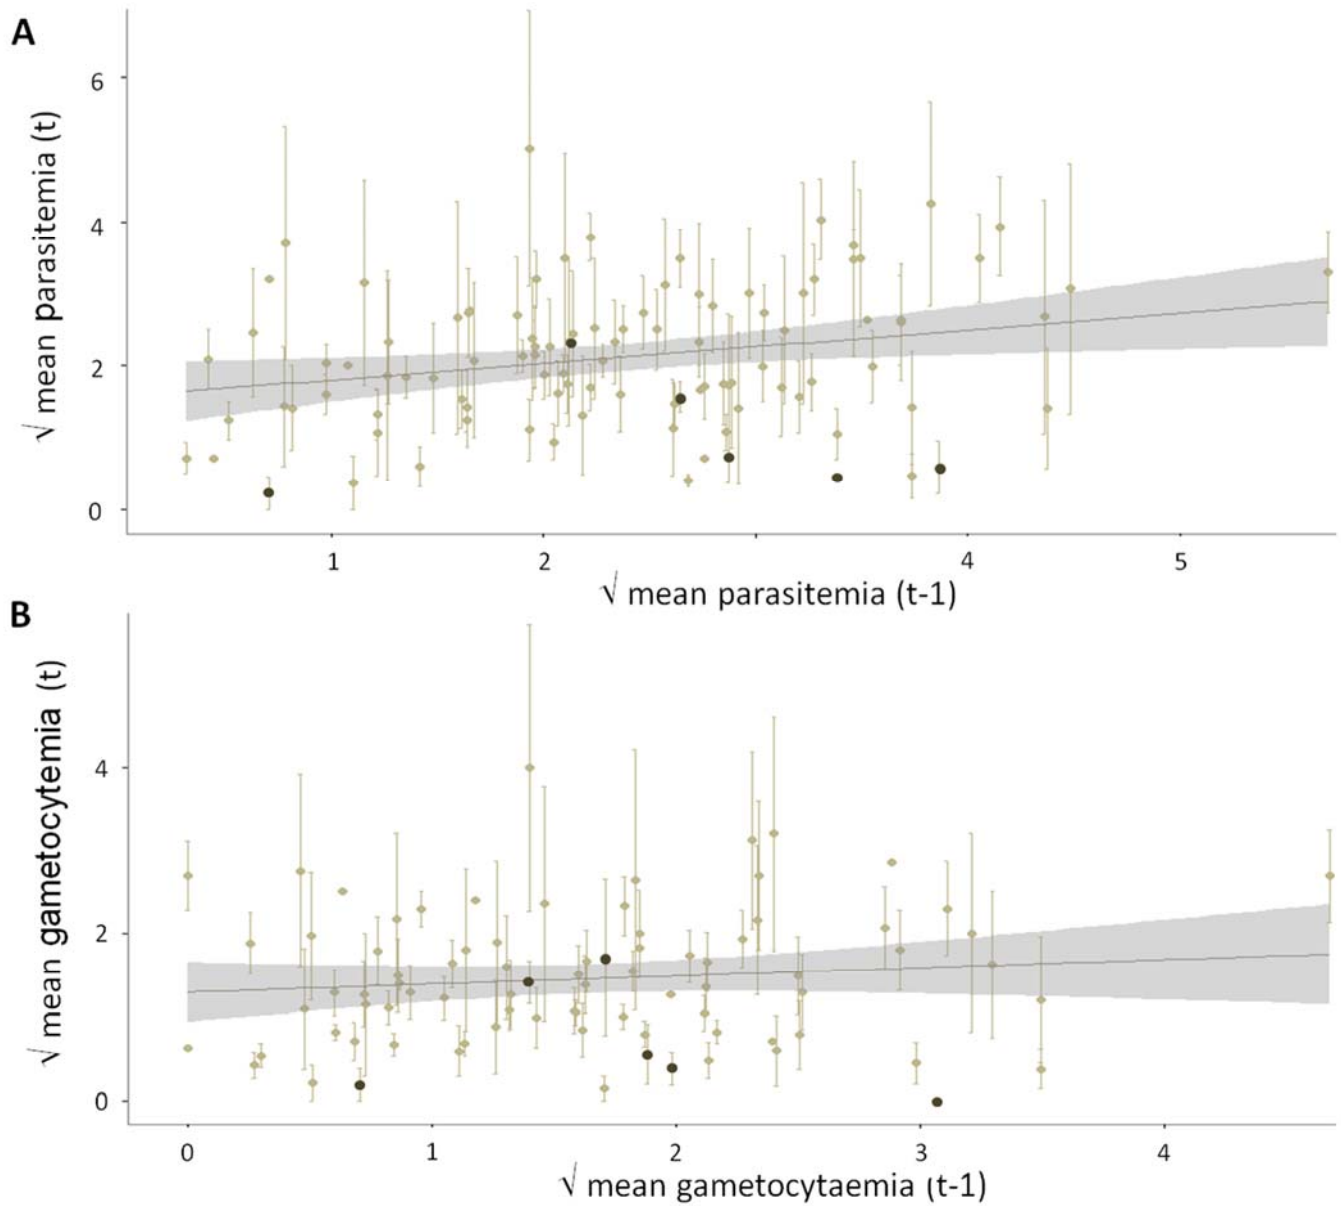 A
√ mean parasitemia (t)
6
4
2
0
1 2 4 5
√ mean parasitemia (t-1)
B
√ mean gametocytemia (t)
4
2
0
0 1 2 3 4
√ mean gametocytaemia (t-1)